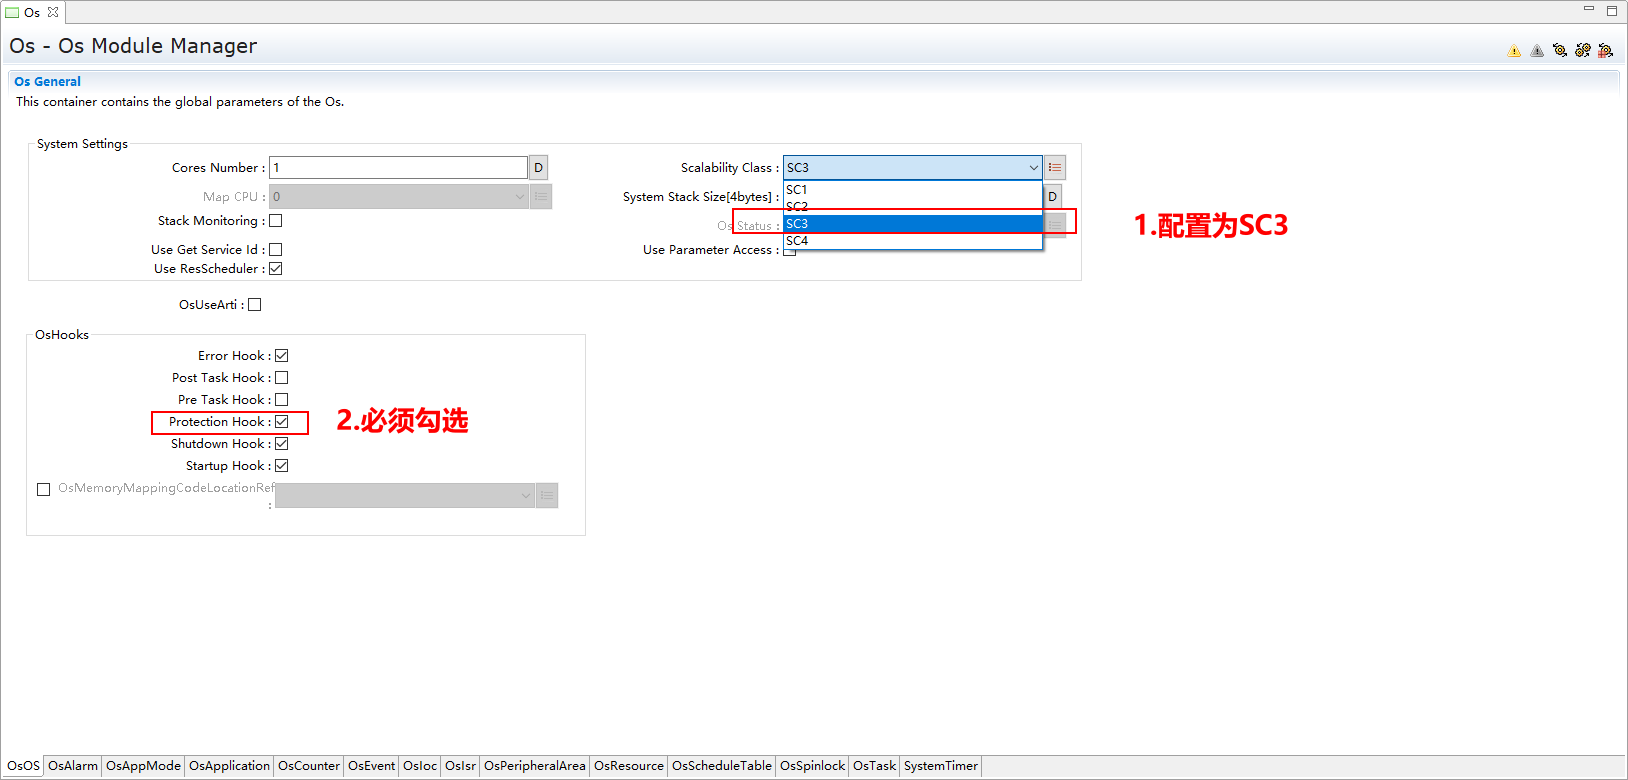 Os
Os - Os Module Manager
Os General
This container contains the global parameters of the Os.
System Settings
Cores Number : 1 D
Scalability Class : SC3
Map CPU : 0
System Stack Size[4bytes] : D
SC1
SC2
SC3
SC4
Stack Monitoring :
Os Status :
1.配置为SC3
Use Get Service Id :
Use Parameter Access :
Use ResScheduler :
OsUseArti :
OsHooks
Error Hook :
Post Task Hook :
Pre Task Hook :
Protection Hook :
2.必须勾选
Shutdown Hook :
Startup Hook :
OsMemoryMappingCodeLocationRef :
OsOS OsAlarm OsAppMode OsApplication OsCounter OsEvent OsIoc OsIsr OsPeripheralArea OsResource OsScheduleTable OsSpinlock OsTask SystemTimer